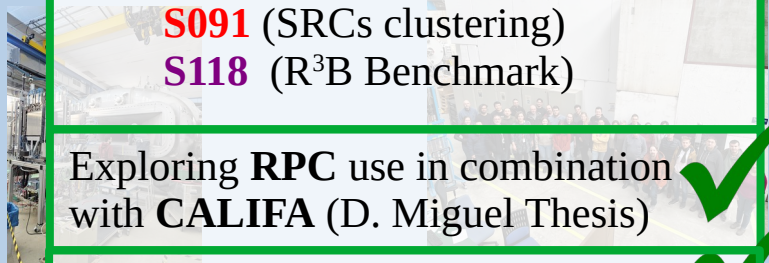 S091 (SRCs clustering)
S118 (R³B Benchmark)
Exploring RPC use in combination
with CALIFA (D. Miguel Thesis)